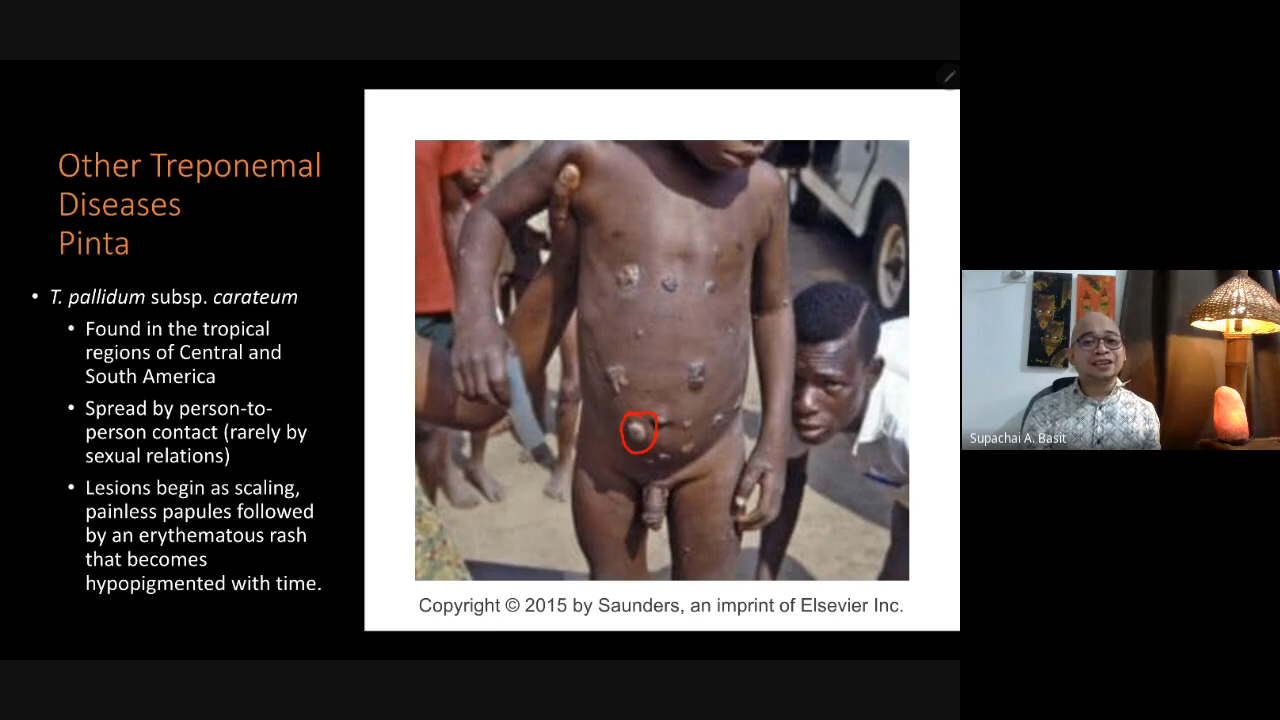 Other Treponemal
Diseases
Pinta
• T. pallidum subsp. carateum
• Found in the tropical
regions of Central and
South America
• Spread by person-to-
person contact (rarely by
sexual relations)
• Lesions begin as scaling,
painless papules followed
by an erythematous rash
that becomes
hypopigmented with time.
Copyright © 2015 by Saunders, an imprint of Elsevier Inc.
Supachai A. Basit